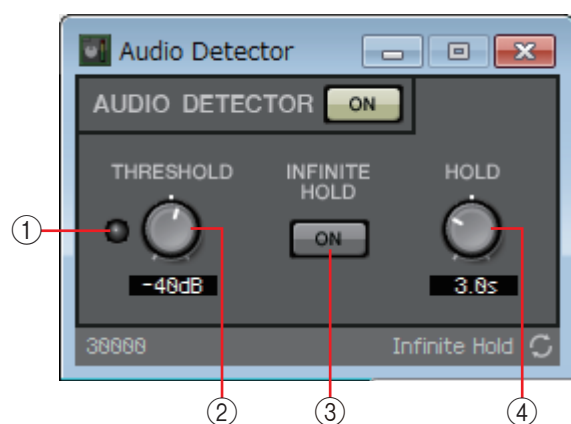 Audio Detector
AUDIO DETECTOR ON
THRESHOLD
INFINITE
HOLD
HOLD
①
ON
-40dB
3.0s
30000 Infinite Hold
② ③ ④